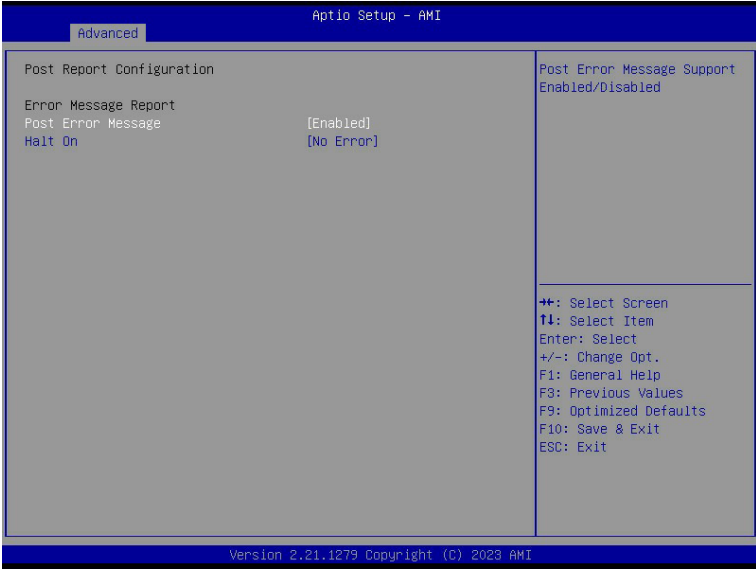 Aptio Setup – AMI
Advanced
Post Report Configuration
Error Message Report
Post Error Message [Enabled]
Halt On [No Error]
Post Error Message Support
Enabled/Disabled
→←: Select Screen
↑↓: Select Item
Enter: Select
+/-: Change Opt.
F1: General Help
F3: Previous Values
F9: Optimized Defaults
F10: Save & Exit
ESC: Exit
Version 2.21.1279 Copyright (C) 2023 AMI